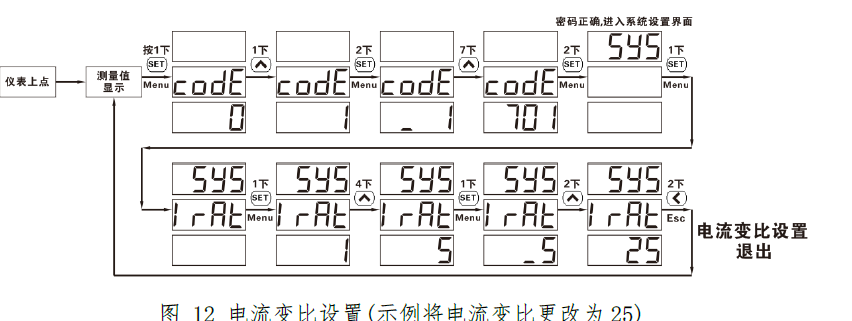 密码正确,进入系统设置界面
按1下 1下 2下 7下 2下 SYS 1下
SET SET SET SET
仪表上点 测量值显示 Menu codE codE Menu codE codE Menu Menu
0 1 _ 1 701
SYS 1下 SYS 4下 SYS 1下 SYS 2下 SYS 2下
SET SET
IrAt Menu IrAt IrAt Menu IrAt IrAt Esc
1 5 _5 25
电流变比设置
退出
图 12 电流变比设置(示例将电流变比更改为25)